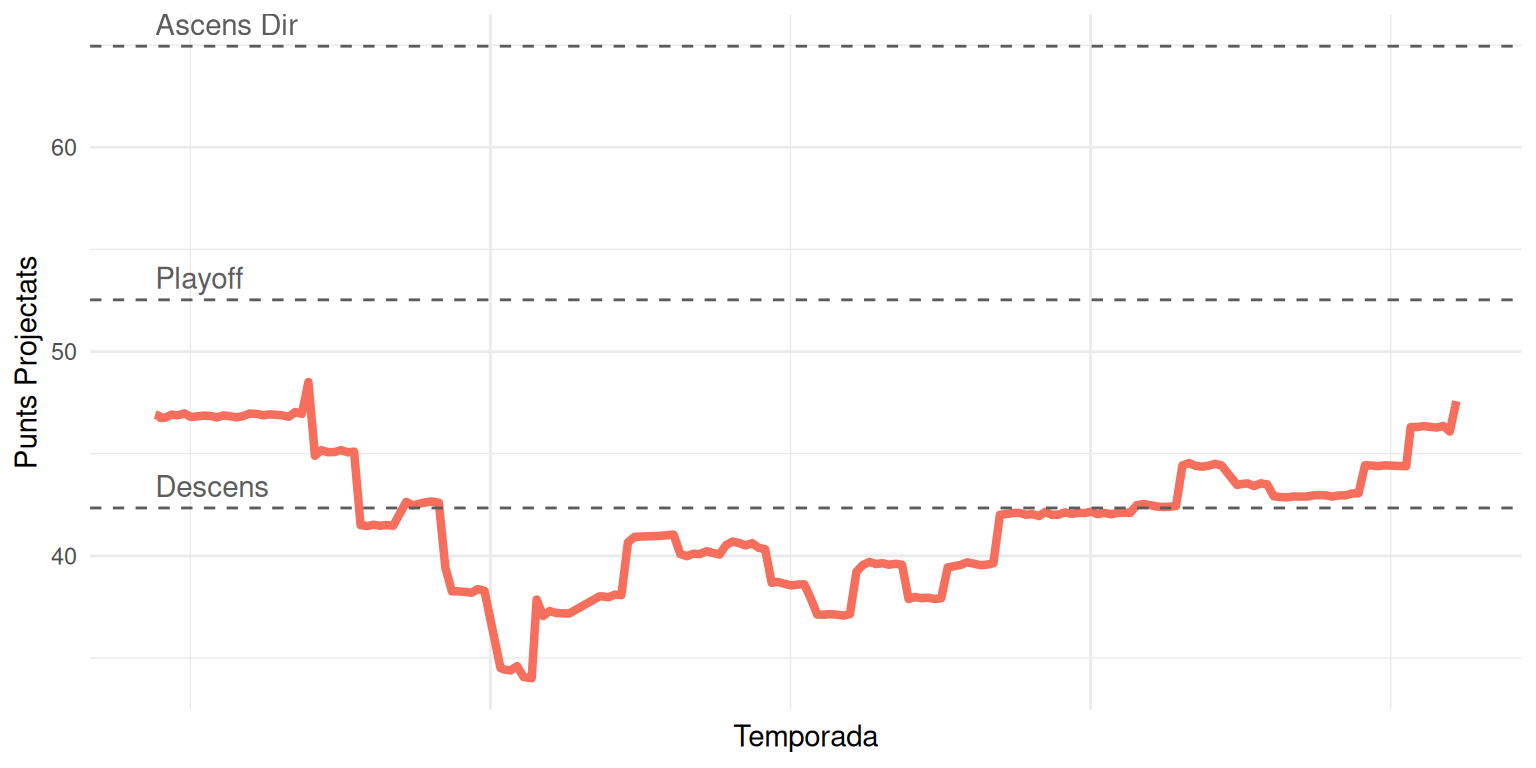 Ascens Dir
60
Playoff
50
Descens
40
Punts Projectats
Temporada